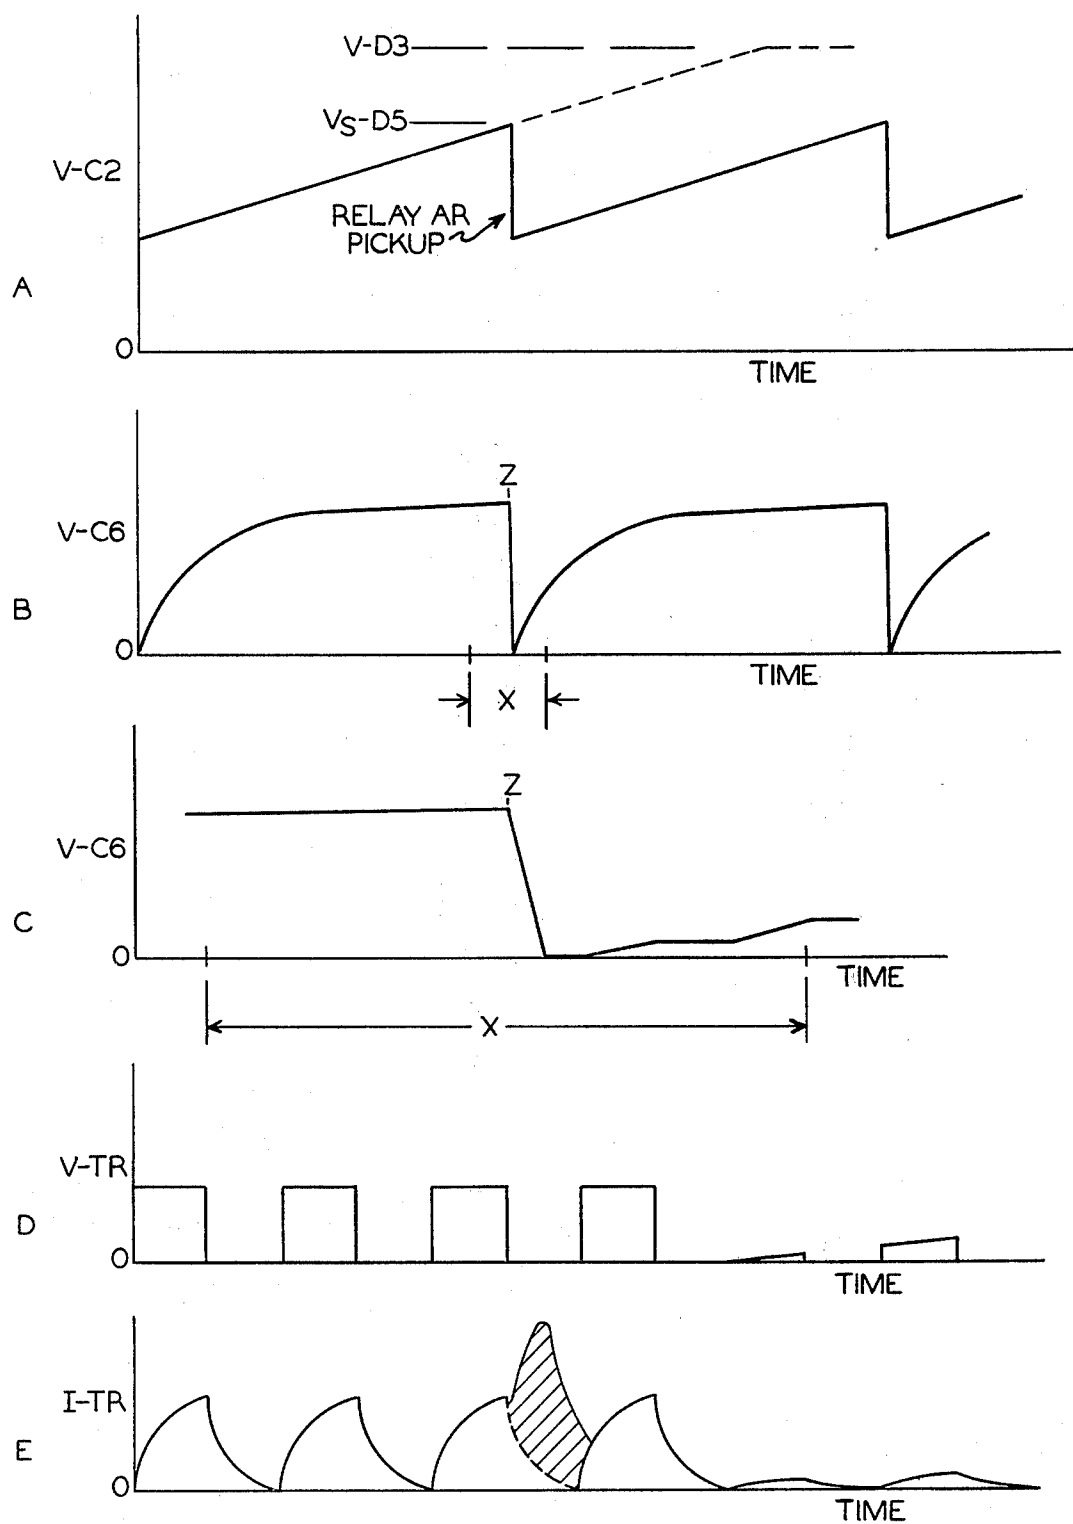 V-D3
VS-D5
V-C2
RELAY AR
PICKUP
A
0
TIME
Z
V-C6
B
0
TIME
X
Z
V-C6
C
0
TIME
X
V-TR
D
0
TIME
I-TR
E
0
TIME